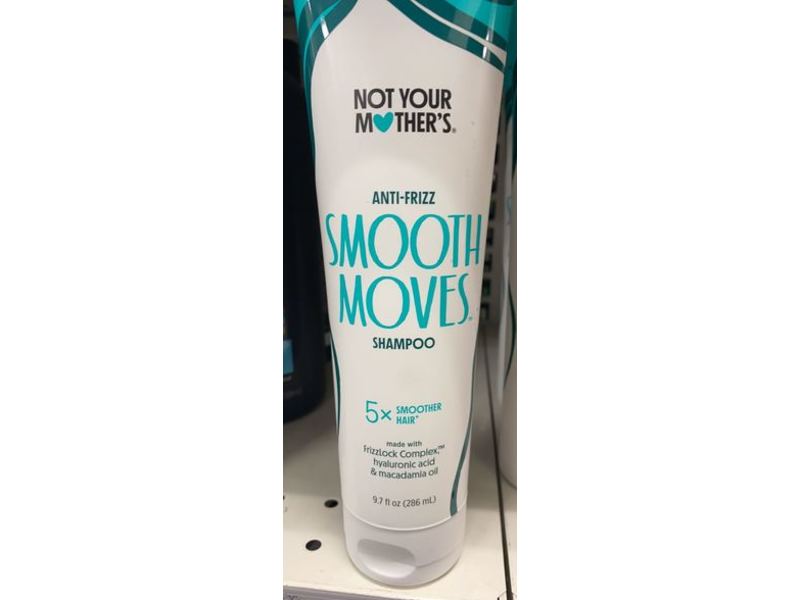 NOT YOUR
MOTHER'S®
ANTI-FRIZZ
SMOOTH
MOVES™
SHAMPOO
5x SMOOTHER
HAIR*
made with
FrizzLock Complex,™
hyaluronic acid
& macadamia oil
9.7 fl oz (286 mL)